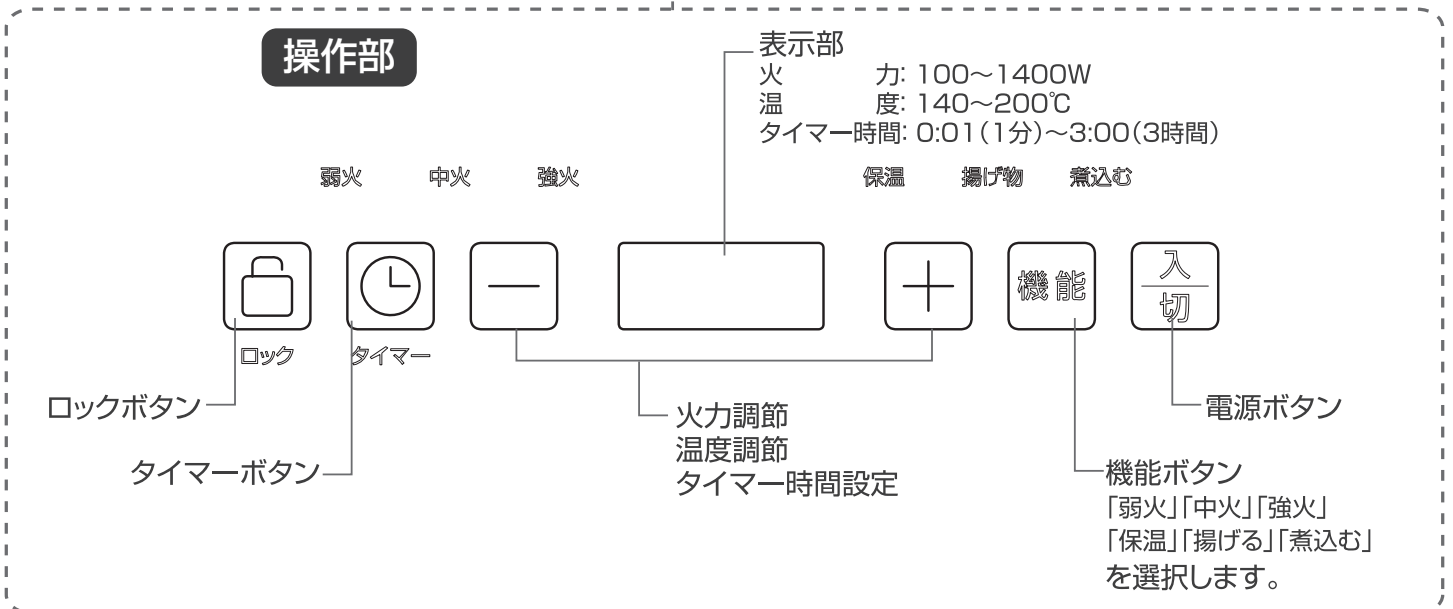 操作部
表示部
火　　　力: 100～1400W
温　　　度: 140～200℃
タイマー時間: 0:01(1分)～3:00(3時間)
弱火 中火 強火 保温 揚げ物 煮込む
機能
入
切
ロック タイマー
ロックボタン
タイマーボタン
火力調節
温度調節
タイマー時間設定
電源ボタン
機能ボタン
「弱火」「中火」「強火」
「保温」「揚げる」「煮込む」
を選択します。